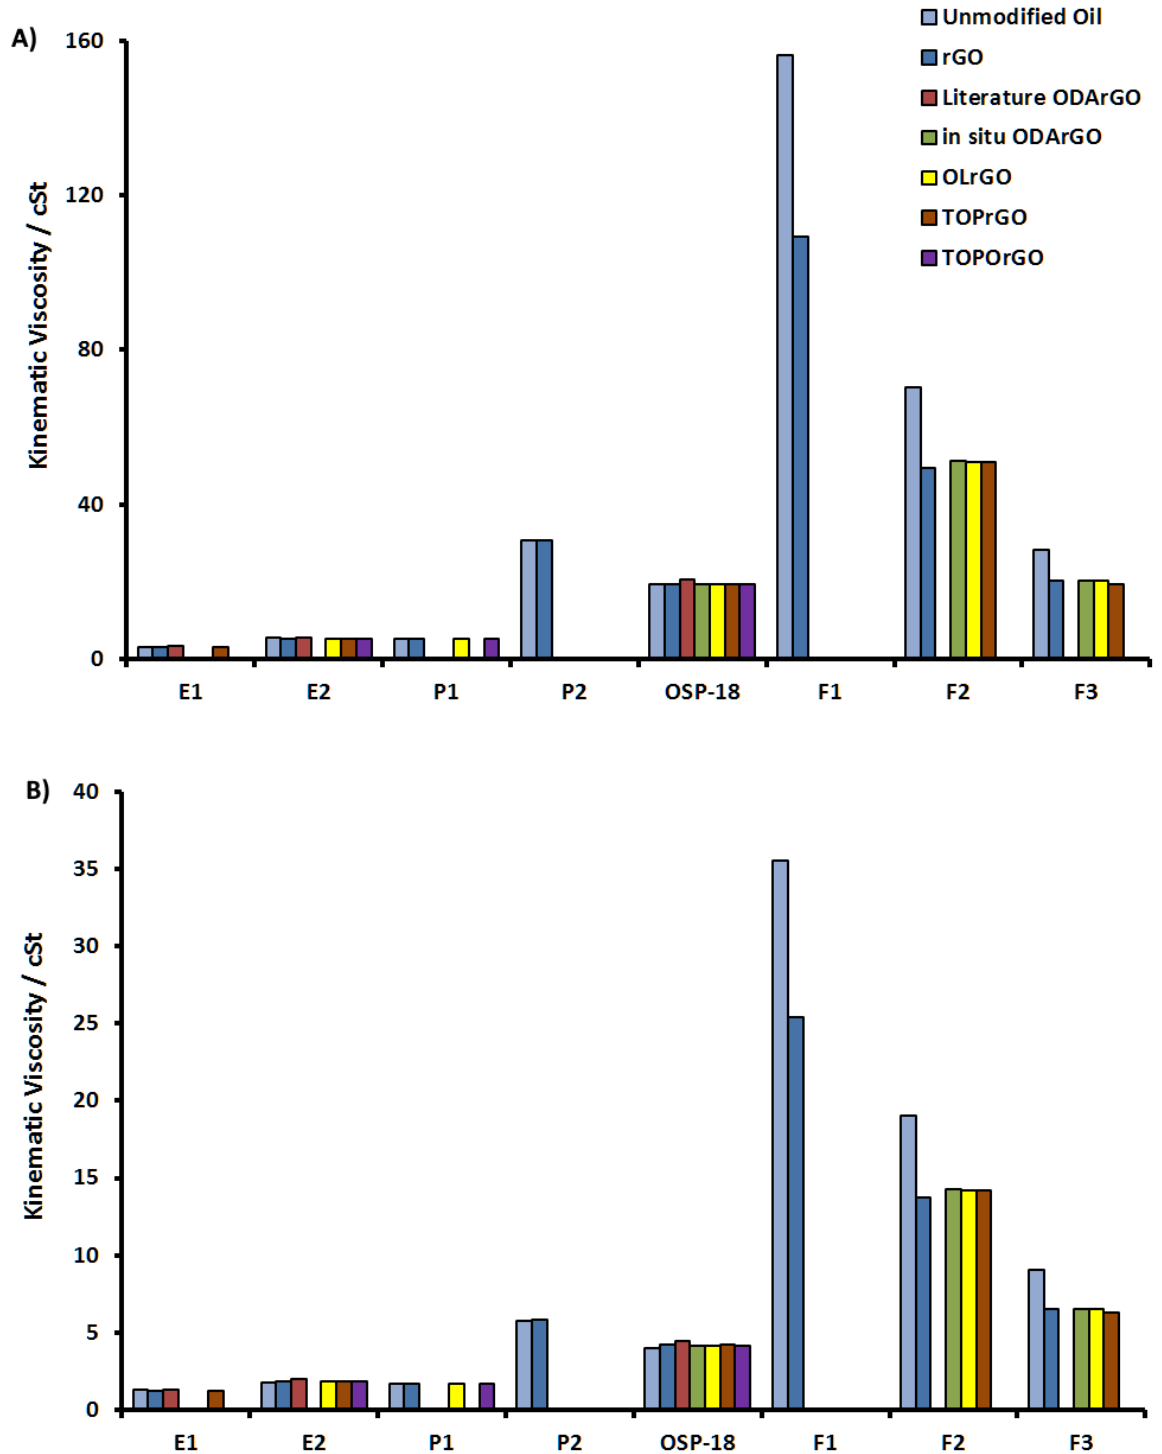 A)
Unmodified Oil
rGO
Literature ODArGO
in situ ODArGO
OLrGO
TOPrGO
TOPOrGO
Kinematic Viscosity / cSt
160
120
80
40
0
E1 E2 P1 P2 OSP-18 F1 F2 F3
B)
Kinematic Viscosity / cSt
40
35
30
25
20
15
10
5
0
E1 E2 P1 P2 OSP-18 F1 F2 F3